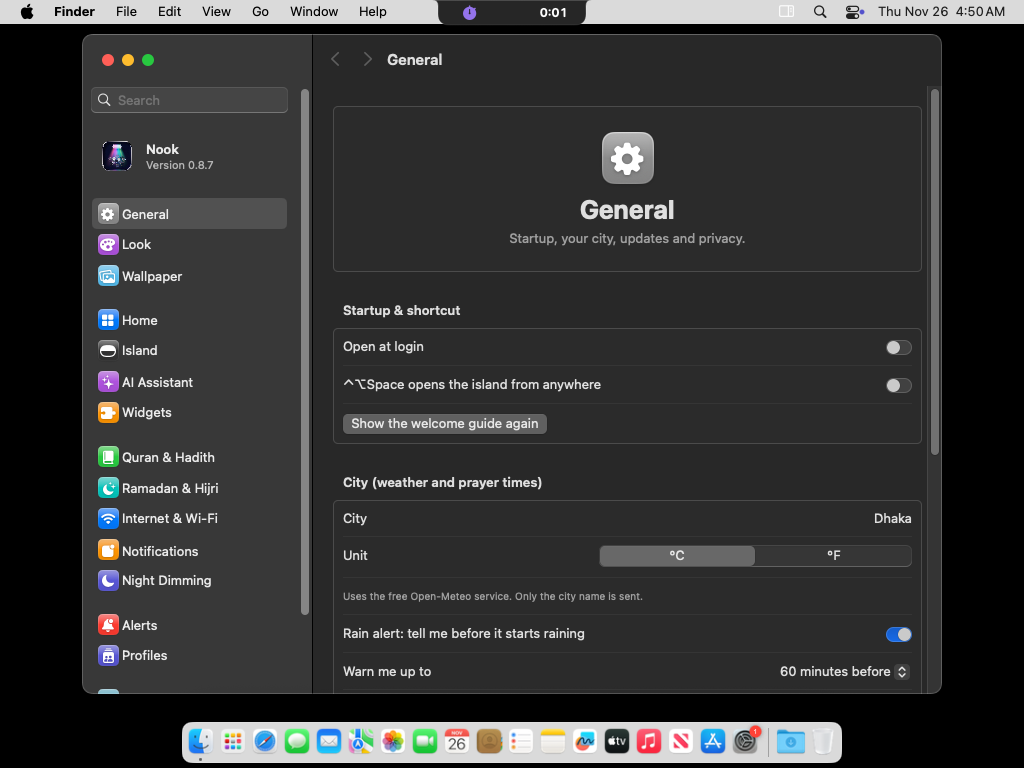 Finder File Edit View Go Window Help 0:01 Thu Nov 26 4:50 AM
General
Search
Nook
Version 0.8.7
General
Look
Wallpaper
Home
Island
AI Assistant
Widgets
Quran & Hadith
Ramadan & Hijri
Internet & Wi-Fi
Notifications
Night Dimming
Alerts
Profiles
General
Startup, your city, updates and privacy.
Startup & shortcut
Open at login
^⌥Space opens the island from anywhere
Show the welcome guide again
City (weather and prayer times)
City Dhaka
Unit °C °F
Uses the free Open-Meteo service. Only the city name is sent.
Rain alert: tell me before it starts raining
Warn me up to 60 minutes before
NOV
26
tv
1